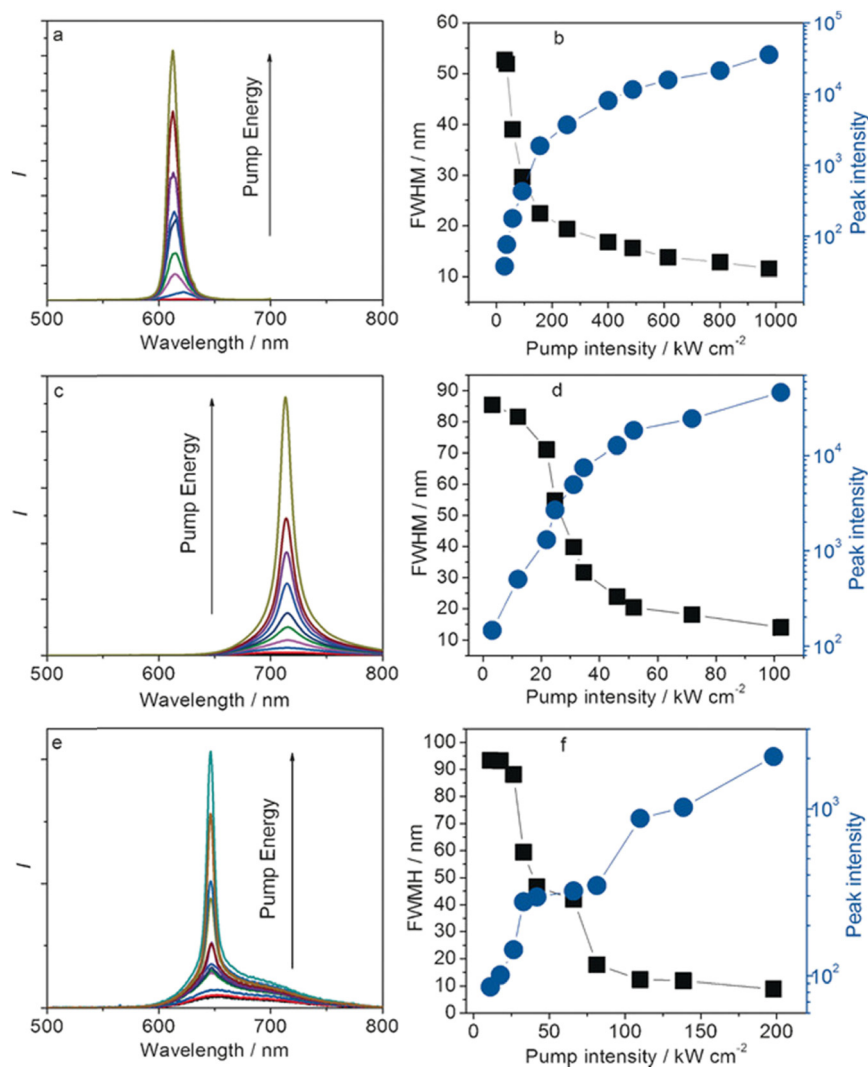 a
I
Pump Energy
500 600 700 800
Wavelength / nm
b
FWHM / nm
60
50
40
30
20
10
0 200 400 600 800 1000
Pump intensity / kW cm-2
10^5
10^4
10^3
10^2
Peak intensity
c
I
Pump Energy
500 600 700 800
Wavelength / nm
d
FWHM / nm
90
80
70
60
50
40
30
20
10
0 20 40 60 80 100
Pump intensity / kW cm-2
10^4
10^3
10^2
Peak intensity
e
I
Pump Energy
500 600 700 800
Wavelength / nm
f
FWMH / nm
100
90
80
70
60
50
40
30
20
10
0
0 50 100 150 200
Pump intensity / kW cm-2
10^3
10^2
Peak intensity